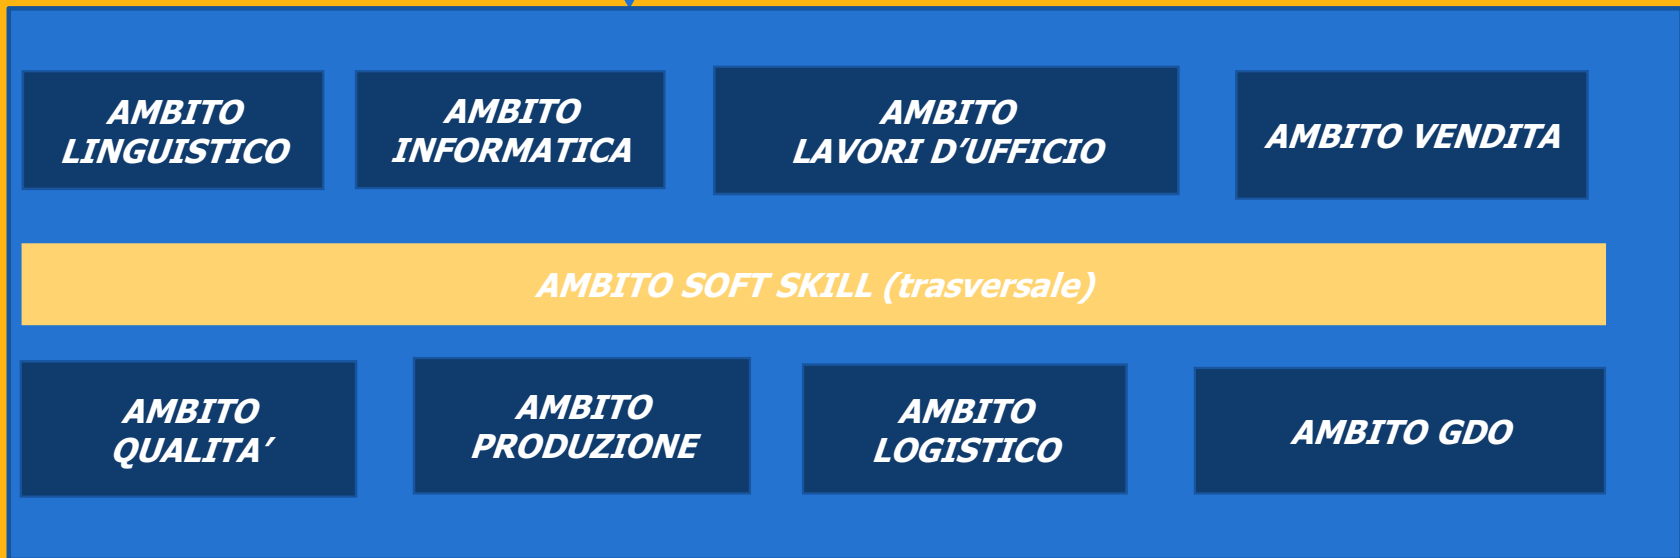 AMBITO
LINGUISTICO
AMBITO
INFORMATICA
AMBITO
LAVORI D’UFFICIO
AMBITO VENDITA
AMBITO SOFT SKILL (trasversale)
AMBITO
QUALITA’
AMBITO
PRODUZIONE
AMBITO
LOGISTICO
AMBITO GDO